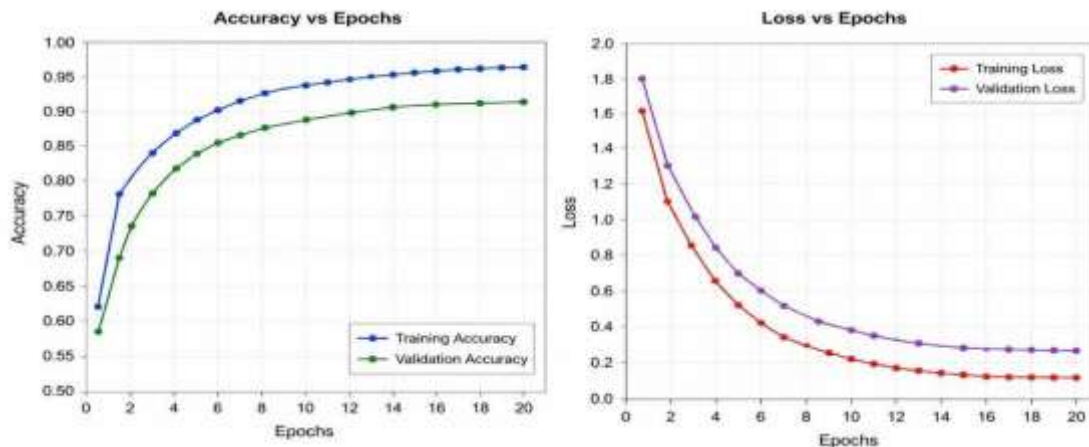 Accuracy vs Epochs
1.00
0.95
0.90
0.85
0.80
0.75
0.70
0.65
0.60
0.55
0.50
Accuracy
Training Accuracy
Validation Accuracy
0 2 4 6 8 10 12 14 16 18 20
Epochs
Loss vs Epochs
2.0
1.8
1.6
1.4
1.2
1.0
0.8
0.6
0.4
0.2
0.0
Loss
Training Loss
Validation Loss
0 2 4 6 8 10 12 14 16 18 20
Epochs